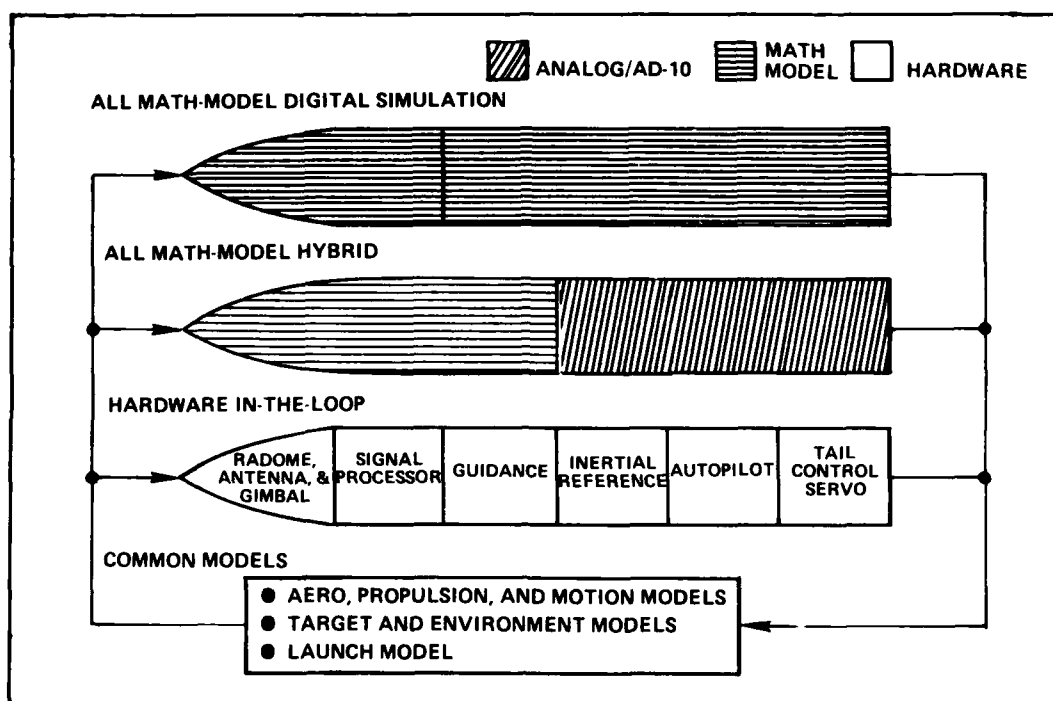 ANALOG/AD-10
MATH
MODEL
HARDWARE
ALL MATH-MODEL DIGITAL SIMULATION
ALL MATH-MODEL HYBRID
HARDWARE IN-THE-LOOP
RADOME,
ANTENNA, &
GIMBAL
SIGNAL
PROCESSOR
GUIDANCE
INERTIAL
REFERENCE
AUTOPILOT
TAIL
CONTROL
SERVO
COMMON MODELS
● AERO, PROPULSION, AND MOTION MODELS
● TARGET AND ENVIRONMENT MODELS
● LAUNCH MODEL